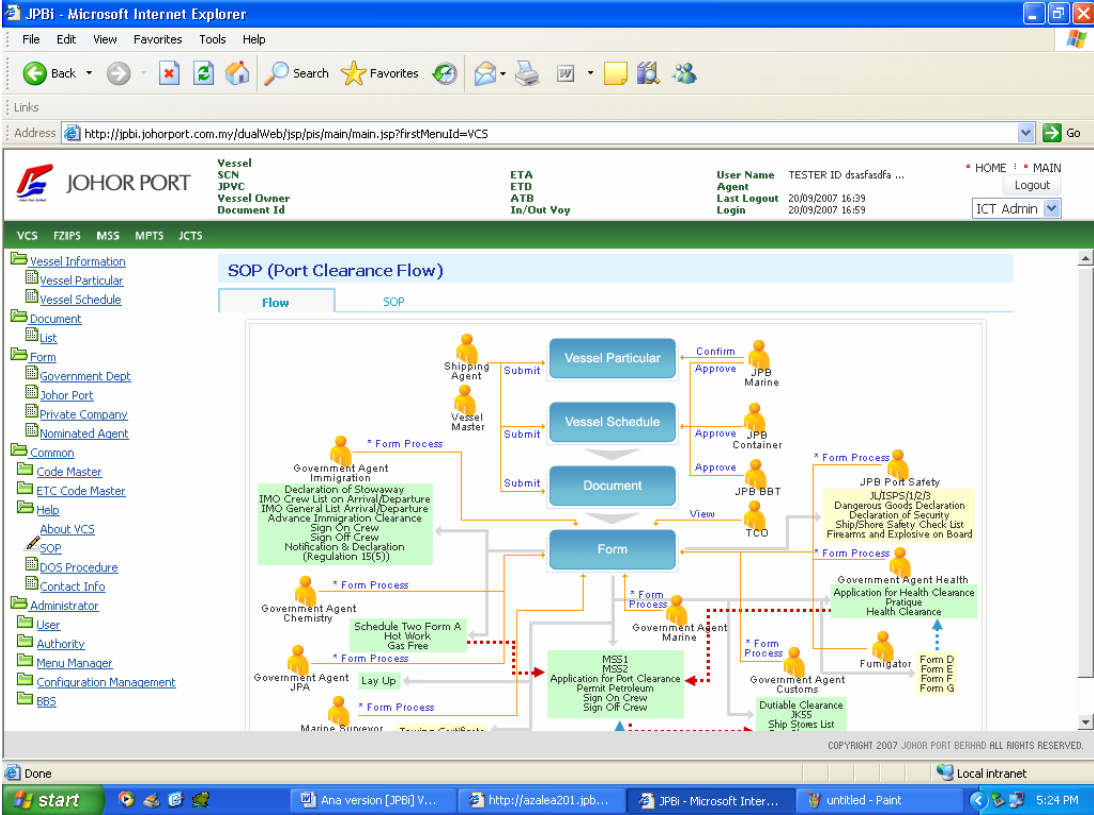 JPBi - Microsoft Internet Explorer
File Edit View Favorites Tools Help
Back Search Favorites
Links
Address http://jpbi.johorport.com.my/dualWeb/jsp/pis/main/main.jsp?firstMenuId=VCS Go
JOHOR PORT
Vessel
SCN ETA User Name TESTER ID dsasfasdfa ...
JPVC ETD Agent
Vessel Owner ATB Last Logout 20/09/2007 16:39
Document Id In/Out Voy Login 20/09/2007 16:59
HOME MAIN
Logout
ICT Admin
VCS FZIPS MSS MPTS JCTS
Vessel Information
Vessel Particular
Vessel Schedule
Document
List
Form
Government Dept
Johor Port
Private Company
Nominated Agent
Common
Code Master
ETC Code Master
Help
About VCS
SOP
DOS Procedure
Contact Info
Administrator
User
Authority
Menu Manager
Configuration Management
BBS
SOP (Port Clearance Flow)
Flow SOP
Shipping
Agent
Submit
Vessel Particular
Confirm
Approve
JPB
Marine
Vessel
Master
Submit
Vessel Schedule
Approve
JPB
Container
* Form Process
Government Agent
Immigration
Submit
Document
Approve
JPB BBT
* Form Process
JPB Port Safety
Declaration of Stowaway
IMO Crew List on Arrival/Departure
IMO General List Arrival/Departure
Advance Immigration Clearance
Sign On Crew
Sign Off Crew
Notification & Declaration
(Regulation 15(5))
JL/ISPS/1/2/3
Dangerous Goods Declaration
Declaration of Security
Ship/Shore Safety Check List
Firearms and Explosive on Board
View
TCO
Form
* Form Process
Government Agent Health
Application for Health Clearance
Pratique
Health Clearance
* Form Process
Government Agent
Chemistry
Schedule Two Form A
Hot Work
Gas Free
* Form
Process
Government Agent
Marine
* Form Process
Government Agent
JPA
Lay Up
MSS1
MSS2
Application for Port Clearance
Permit Petroleum
Sign On Crew
Sign Off Crew
* Form
Process
Government Agent
Customs
Fumigator
Form D
Form E
Form F
Form G
* Form Process
Marine Surveyor
Towing Certificate
Dutiable Clearance
JK55
Ship Stores List
COPYRIGHT 2007 JOHOR PORT BERHAD ALL RIGHTS RESERVED.
Done Local intranet
start Ana version [JPBi] V... http://azalea201.jpb... JPBi - Microsoft Inter... untitled - Paint 5:24 PM